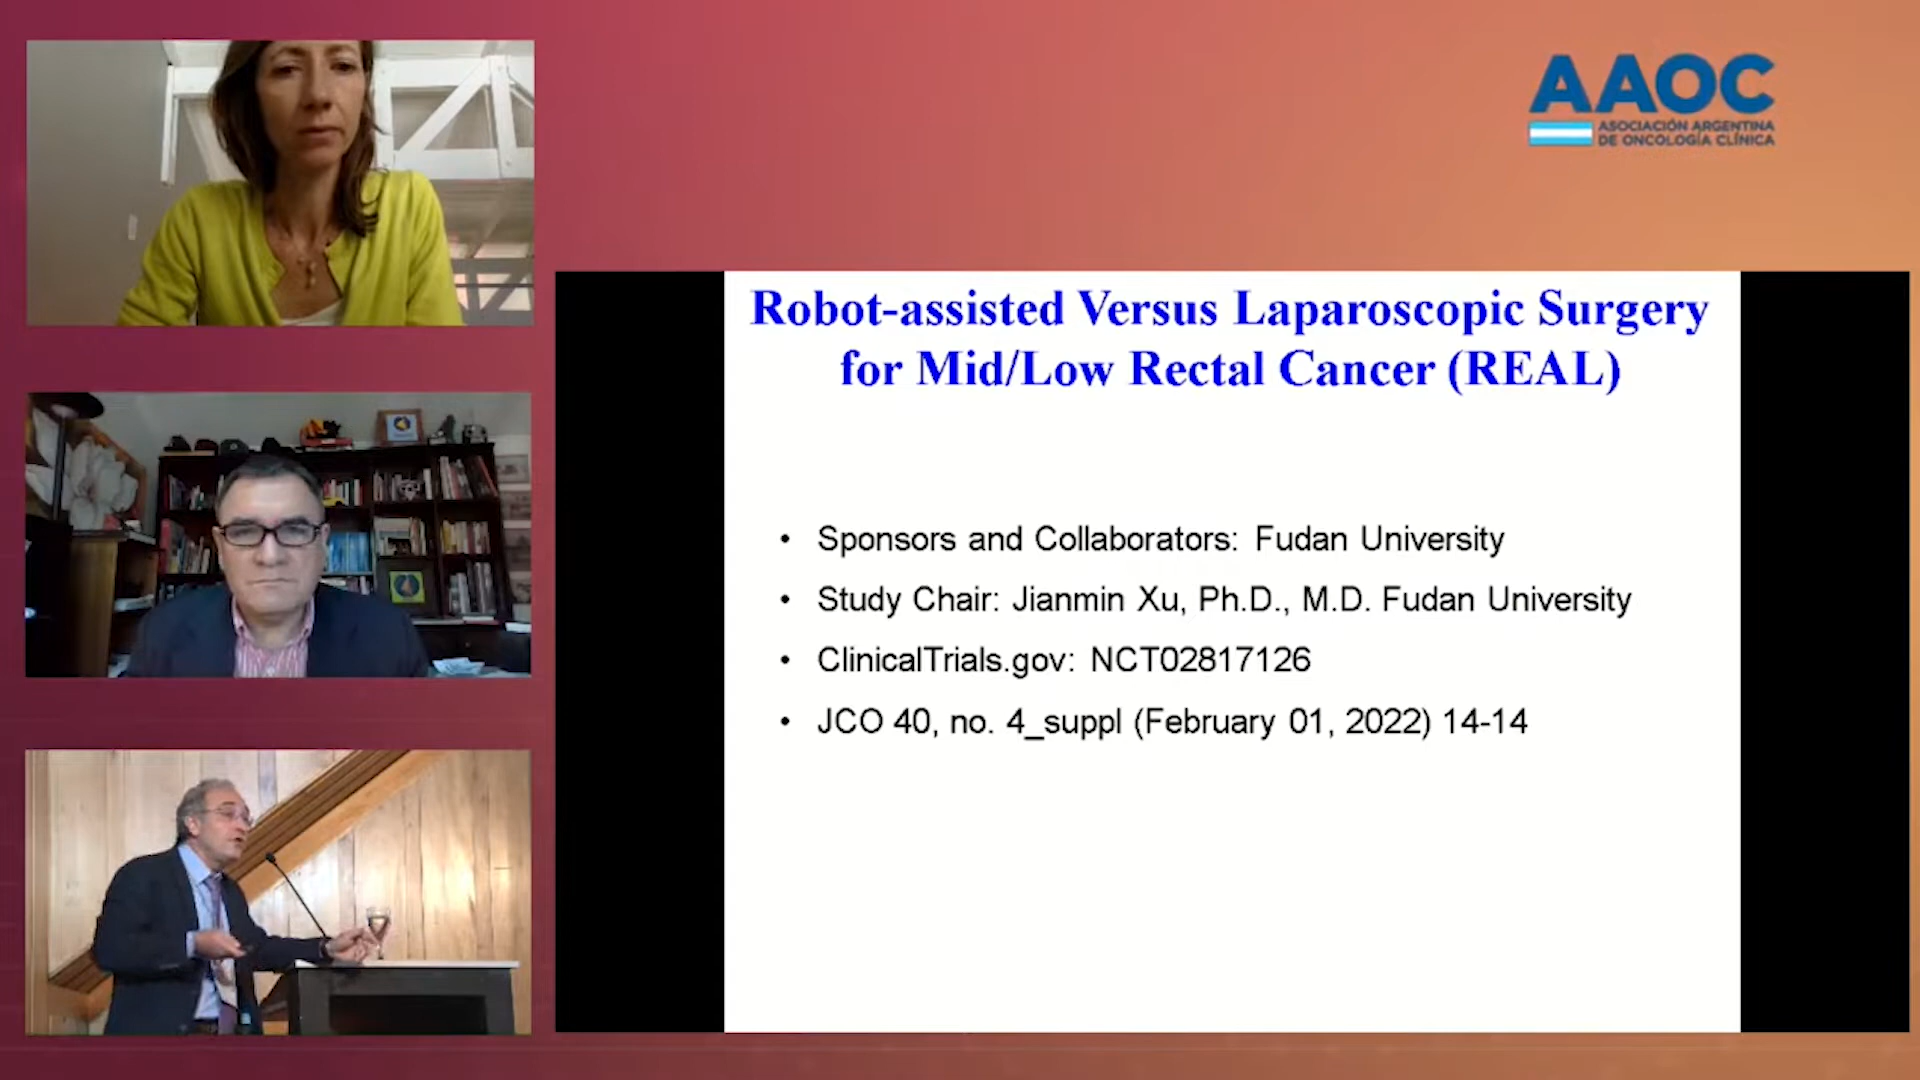 AAOC
ASOCIACIÓN ARGENTINA
DE ONCOLOGÍA CLÍNICA
Robot-assisted Versus Laparoscopic Surgery
for Mid/Low Rectal Cancer (REAL)
• Sponsors and Collaborators: Fudan University
• Study Chair: Jianmin Xu, Ph.D., M.D. Fudan University
• ClinicalTrials.gov: NCT02817126
• JCO 40, no. 4_suppl (February 01, 2022) 14-14